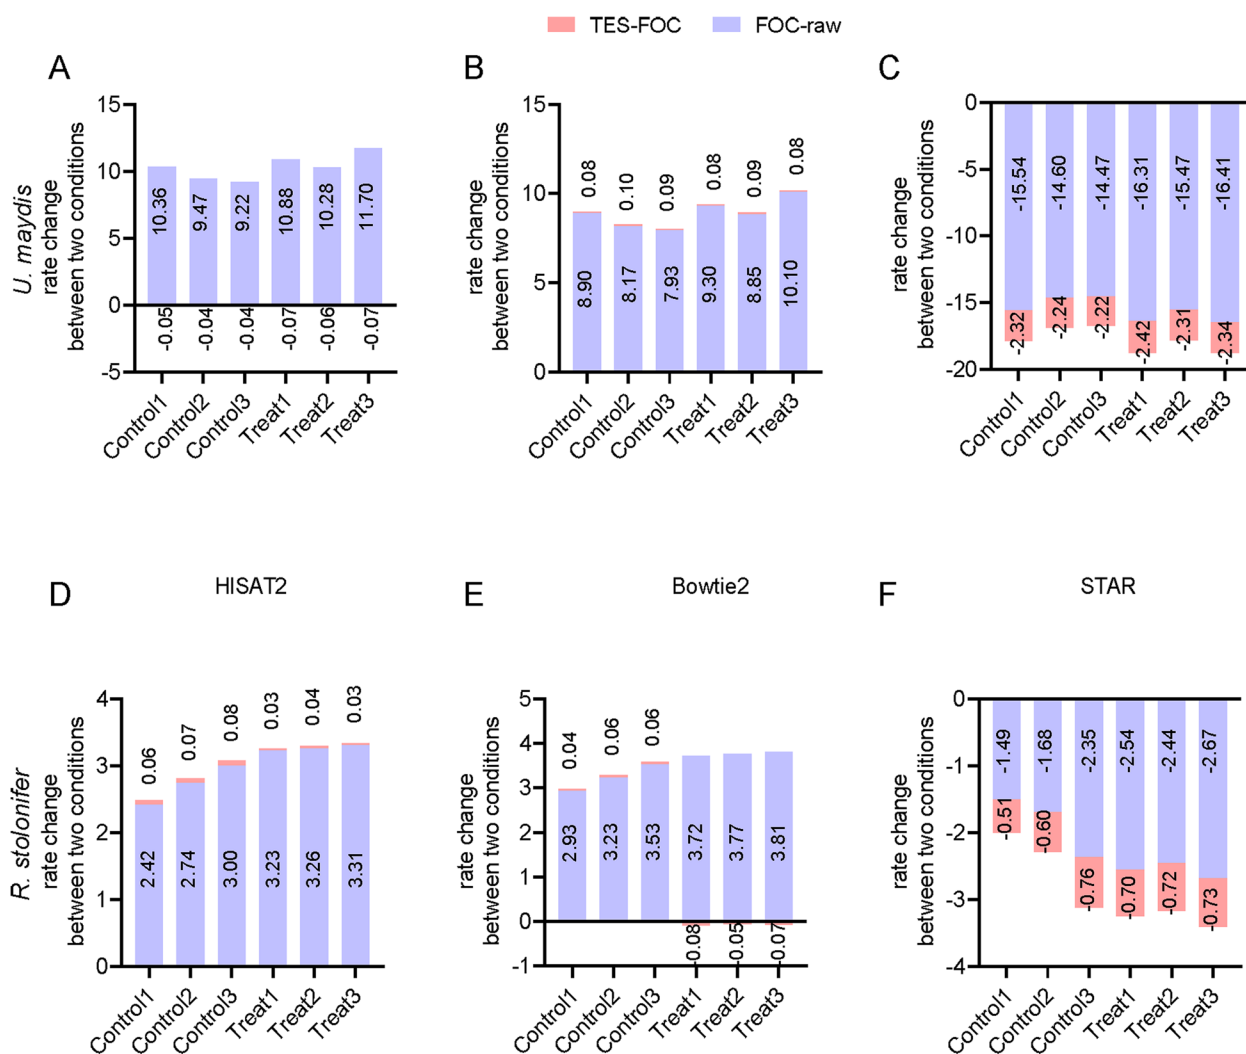 TES-FOC FOC-raw
A
U. maydis
rate change
between two conditions
15
10
5
0
-5
10.36
9.47
9.22
10.88
10.28
11.70
-0.05
-0.04
-0.04
-0.07
-0.06
-0.07
Control1
Control2
Control3
Treat1
Treat2
Treat3
B
rate change
between two conditions
15
10
5
0
0.08
0.10
0.09
0.08
0.09
0.08
8.90
8.17
7.93
9.30
8.85
10.10
Control1
Control2
Control3
Treat1
Treat2
Treat3
C
rate change
between two conditions
0
-5
-10
-15
-20
-15.54
-14.60
-14.47
-16.31
-15.47
-16.41
-2.32
-2.24
-2.22
-2.42
-2.31
-2.34
Control1
Control2
Control3
Treat1
Treat2
Treat3
D
HISAT2
R. stolonifer
rate change
between two conditions
4
3
2
1
0
0.06
0.07
0.08
0.03
0.04
0.03
2.42
2.74
3.00
3.23
3.26
3.31
Control1
Control2
Control3
Treat1
Treat2
Treat3
E
Bowtie2
rate change
between two conditions
5
4
3
2
1
0
-1
0.04
0.06
0.06
2.93
3.23
3.53
3.72
3.77
3.81
-0.08
-0.05
-0.07
Control1
Control2
Control3
Treat1
Treat2
Treat3
F
STAR
rate change
between two conditions
0
-1
-2
-3
-4
-1.49
-1.68
-2.35
-2.54
-2.44
-2.67
-0.51
-0.60
-0.76
-0.70
-0.72
-0.73
Control1
Control2
Control3
Treat1
Treat2
Treat3